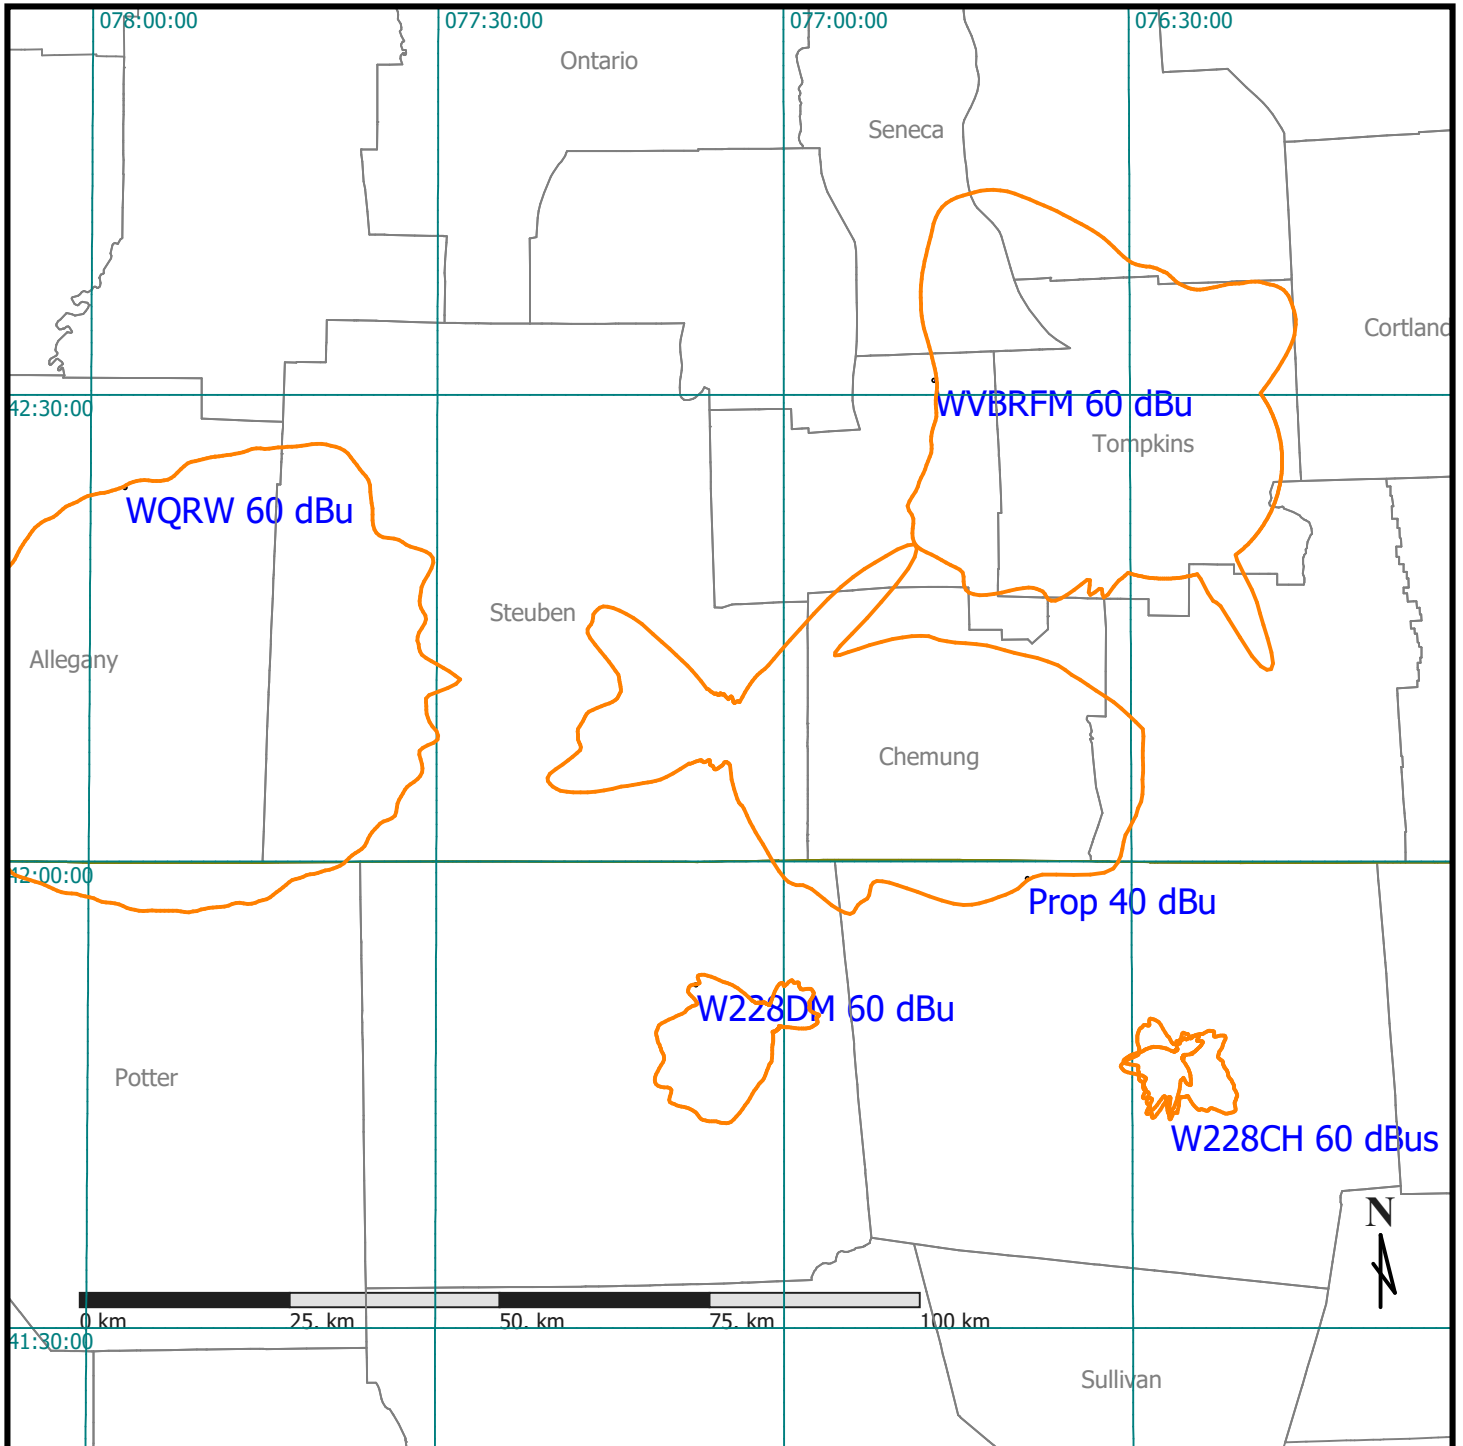 078:00:00
077:30:00
077:00:00
076:30:00
Ontario
Seneca
Cortland
42:30:00
WVBRFM 60 dBu
Tompkins
WQRW 60 dBu
Steuben
Allegany
Chemung
42:00:00
Prop 40 dBu
W228DM 60 dBu
Potter
W228CH 60 dBus
N
0 km
25. km
50. km
75. km
100 km
41:30:00
Sullivan